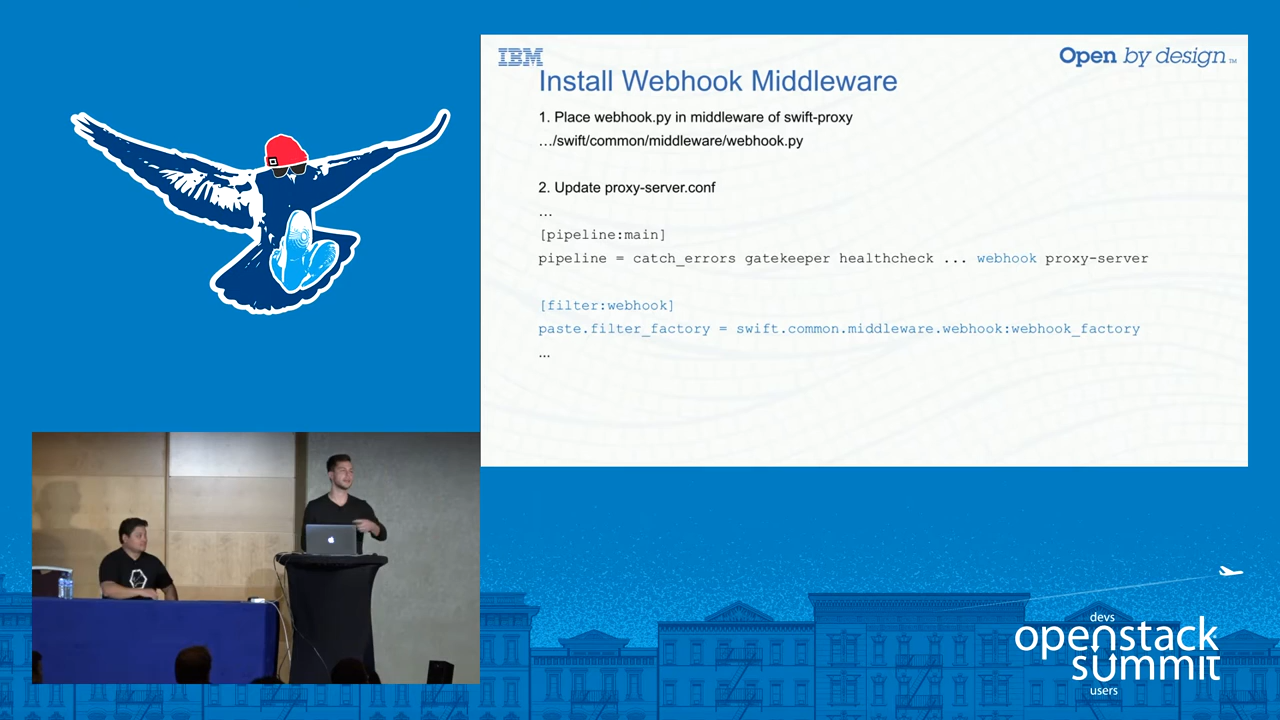 IBM
Open by design™
Install Webhook Middleware
1. Place webhook.py in middleware of swift-proxy
…/swift/common/middleware/webhook.py
2. Update proxy-server.conf
…
[pipeline:main]
pipeline = catch_errors gatekeeper healthcheck ... webhook proxy-server
[filter:webhook]
paste.filter_factory = swift.common.middleware.webhook:webhook_factory
...
devs
openstack
summit
users